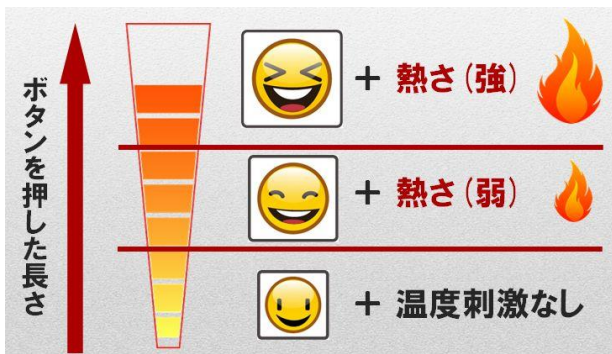 ボタンを押した長さ
+ 熱さ(強)
+ 熱さ(弱)
+ 温度刺激なし